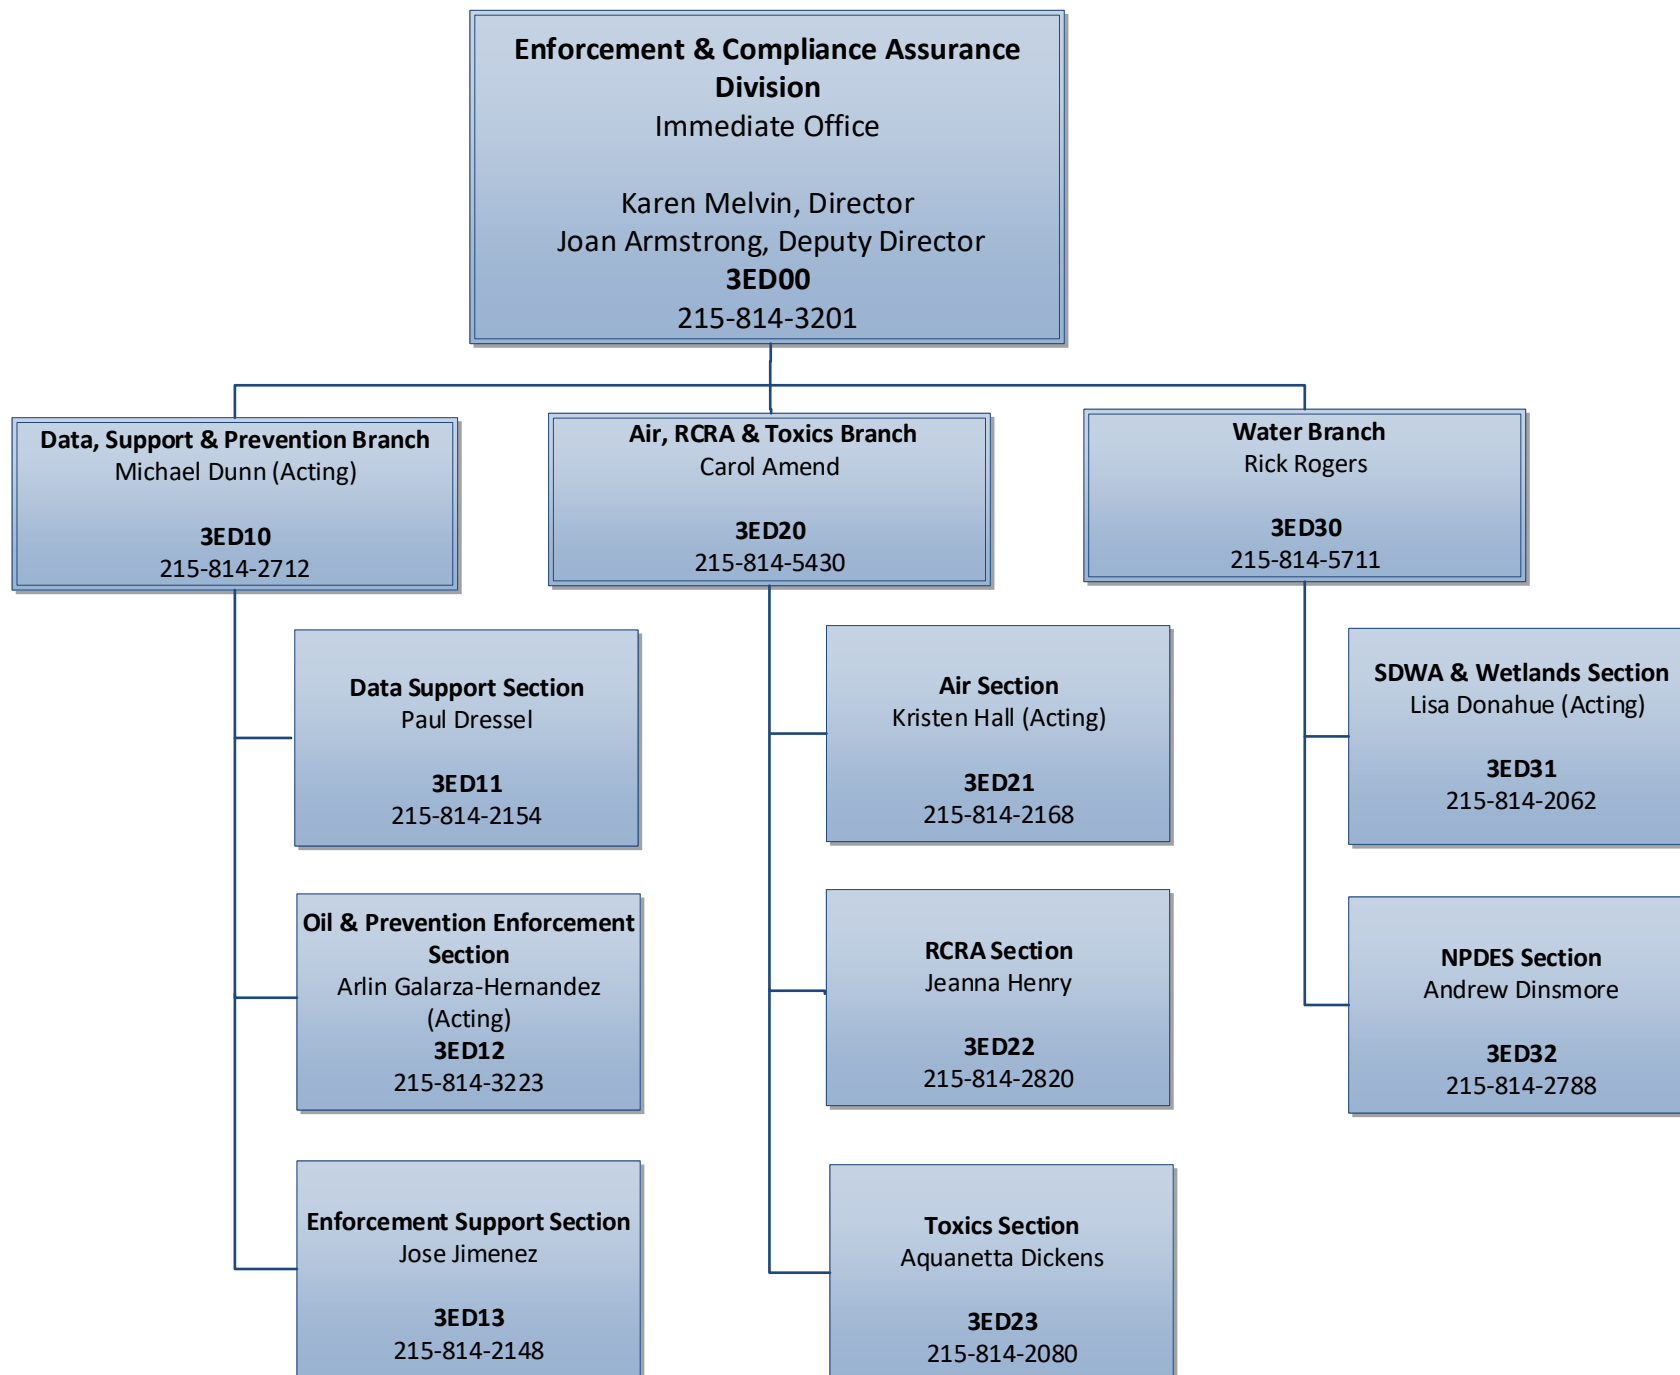 Enforcement & Compliance Assurance
Division
Immediate Office
Karen Melvin, Director
Joan Armstrong, Deputy Director
3ED00
215-814-3201
Data, Support & Prevention Branch
Michael Dunn (Acting)
3ED10
215-814-2712
Air, RCRA & Toxics Branch
Carol Amend
3ED20
215-814-5430
Water Branch
Rick Rogers
3ED30
215-814-5711
Data Support Section
Paul Dressel
3ED11
215-814-2154
Air Section
Kristen Hall (Acting)
3ED21
215-814-2168
SDWA & Wetlands Section
Lisa Donahue (Acting)
3ED31
215-814-2062
Oil & Prevention Enforcement
Section
Arlin Galarza-Hernandez
(Acting)
3ED12
215-814-3223
RCRA Section
Jeanna Henry
3ED22
215-814-2820
NPDES Section
Andrew Dinsmore
3ED32
215-814-2788
Enforcement Support Section
Jose Jimenez
3ED13
215-814-2148
Toxics Section
Aquanetta Dickens
3ED23
215-814-2080